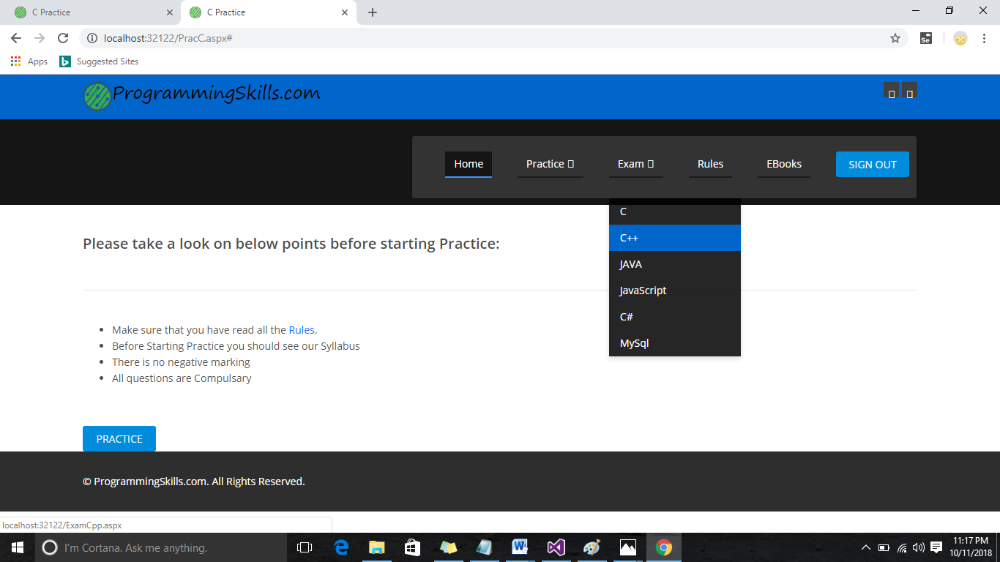 C Practice
C Practice
localhost:32122/PracC.aspx#
Se
Apps
Suggested Sites
ProgrammingSkills.com
Home
Practice
Exam
Rules
EBooks
SIGN OUT
C
C++
JAVA
JavaScript
C#
MySql
Please take a look on below points before starting Practice:
Make sure that you have read all the Rules.
Before Starting Practice you should see our Syllabus
There is no negative marking
All questions are Compulsary
PRACTICE
© ProgrammingSkills.com. All Rights Reserved.
localhost:32122/ExamCpp.aspx
I'm Cortana. Ask me anything.
11:17 PM
10/11/2018